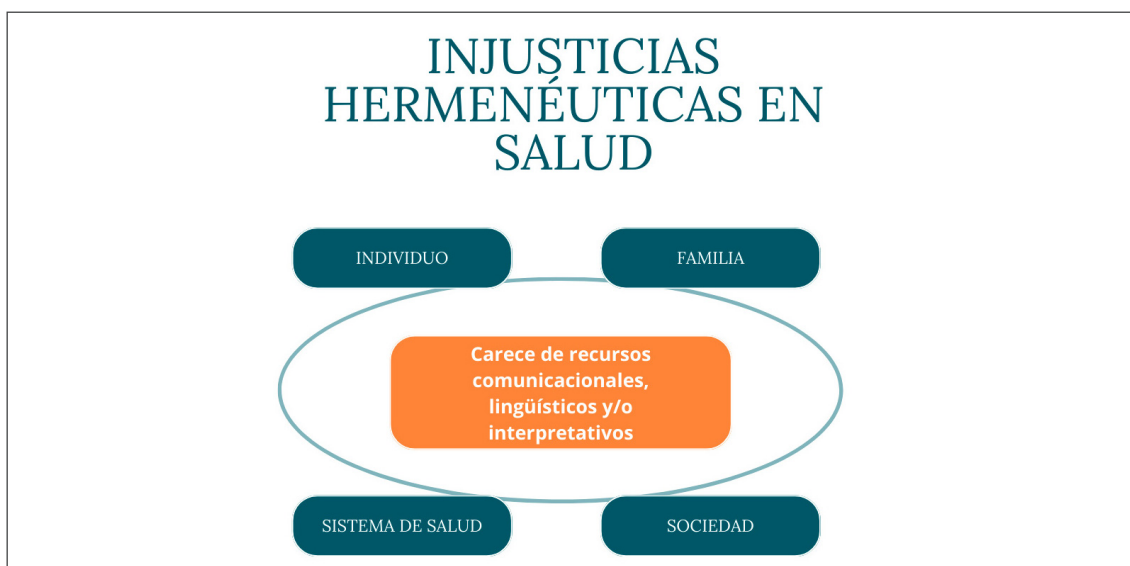 INJUSTICIAS
HERMENÉUTICAS EN
SALUD
INDIVIDUO
FAMILIA
Carece de recursos
comunicacionales,
lingüísticos y/o
interpretativos
SISTEMA DE SALUD
SOCIEDAD